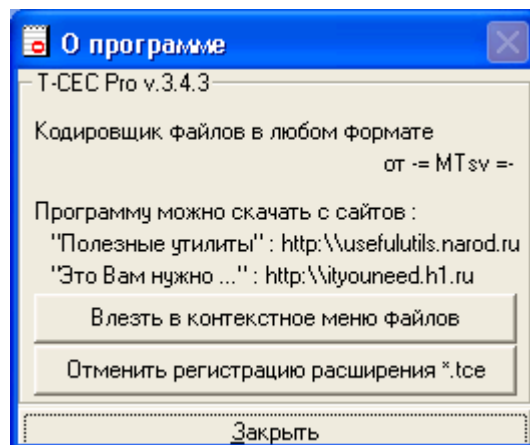 О программе
T-CEC Pro v.3.4.3
Кодировщик файлов в любом формате
от -= MTsv =-
Программу можно скачать с сайтов :
"Полезные утилиты" : http:\\usefulutils.narod.ru
"Это Вам нужно ..." : http:\\ityouneed.h1.ru
Влезть в контекстное меню файлов
Отменить регистрацию расширения *.tce
Закрыть